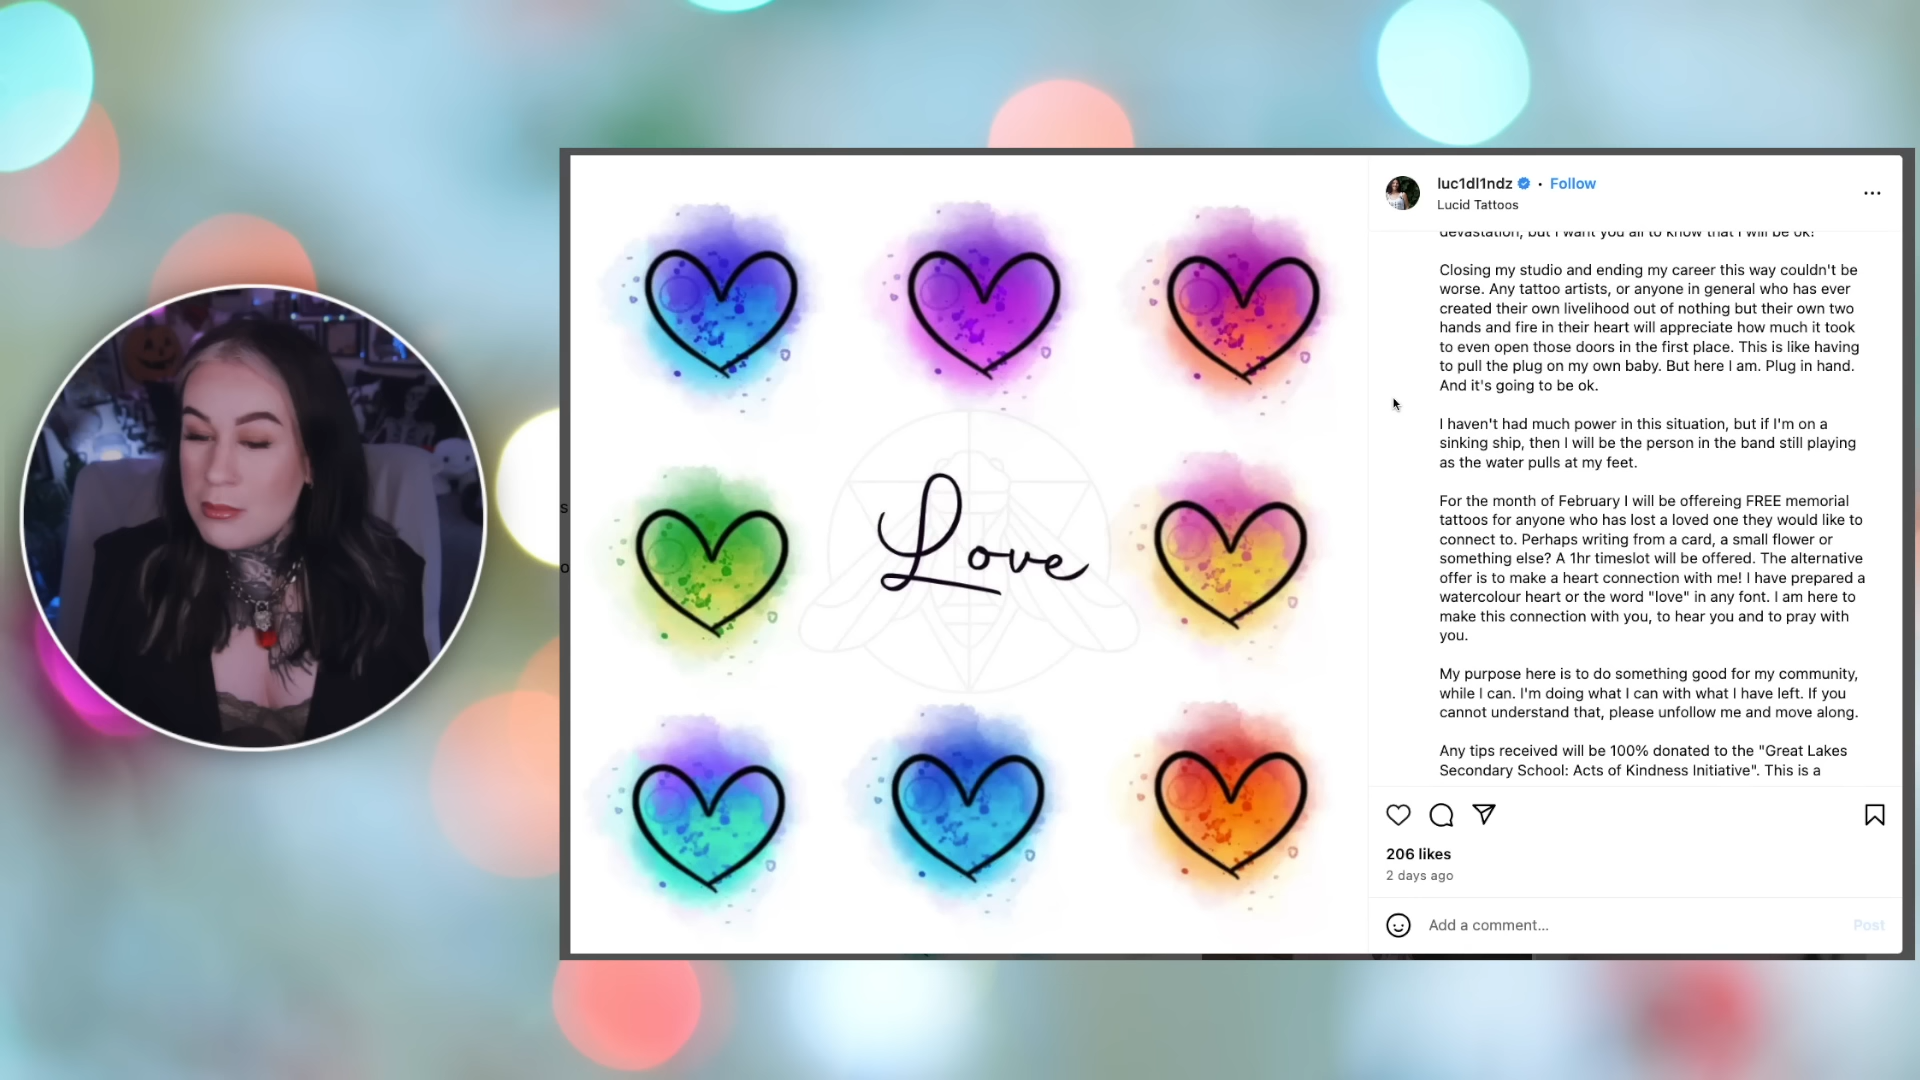 luc1dl1ndz • Follow
Lucid Tattoos
devastation, but I want you all to know that I will be ok!
Closing my studio and ending my career this way couldn't be
worse. Any tattoo artists, or anyone in general who has ever
created their own livelihood out of nothing but their own two
hands and fire in their heart will appreciate how much it took
to even open those doors in the first place. This is like having
to pull the plug on my own baby. But here I am. Plug in hand.
And it's going to be ok.
I haven't had much power in this situation, but if I'm on a
sinking ship, then I will be the person in the band still playing
as the water pulls at my feet.
For the month of February I will be offereing FREE memorial
tattoos for anyone who has lost a loved one they would like to
connect to. Perhaps writing from a card, a small flower or
something else? A 1hr timeslot will be offered. The alternative
offer is to make a heart connection with me! I have prepared a
watercolour heart or the word "love" in any font. I am here to
make this connection with you, to hear you and to pray with
you.
My purpose here is to do something good for my community,
while I can. I'm doing what I can with what I have left. If you
cannot understand that, please unfollow me and move along.
Any tips received will be 100% donated to the "Great Lakes
Secondary School: Acts of Kindness Initiative". This is a
206 likes
2 days ago
Add a comment...
Post
Love
s
o